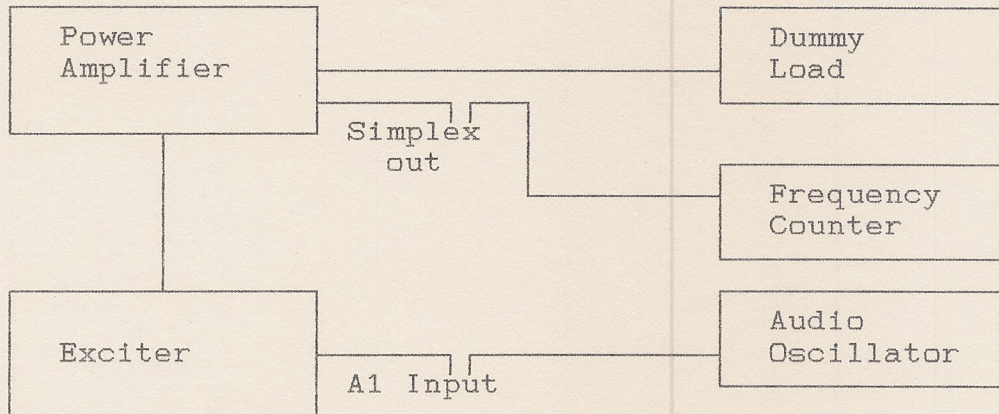 Power
Amplifier
Dummy
Load
Simplex
out
Frequency
Counter
Exciter
A1 Input
Audio
Oscillator